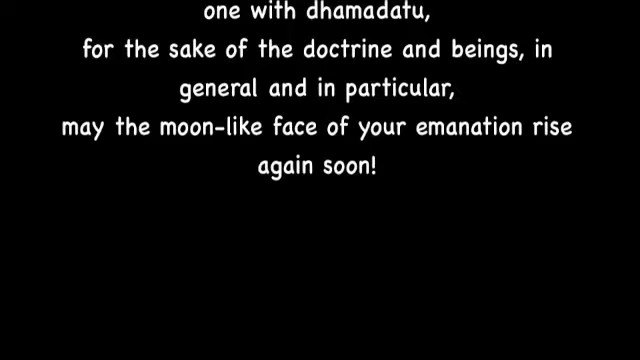 one with dhamadatu,
for the sake of the doctrine and beings, in
general and in particular,
may the moon-like face of your emanation rise
again soon!